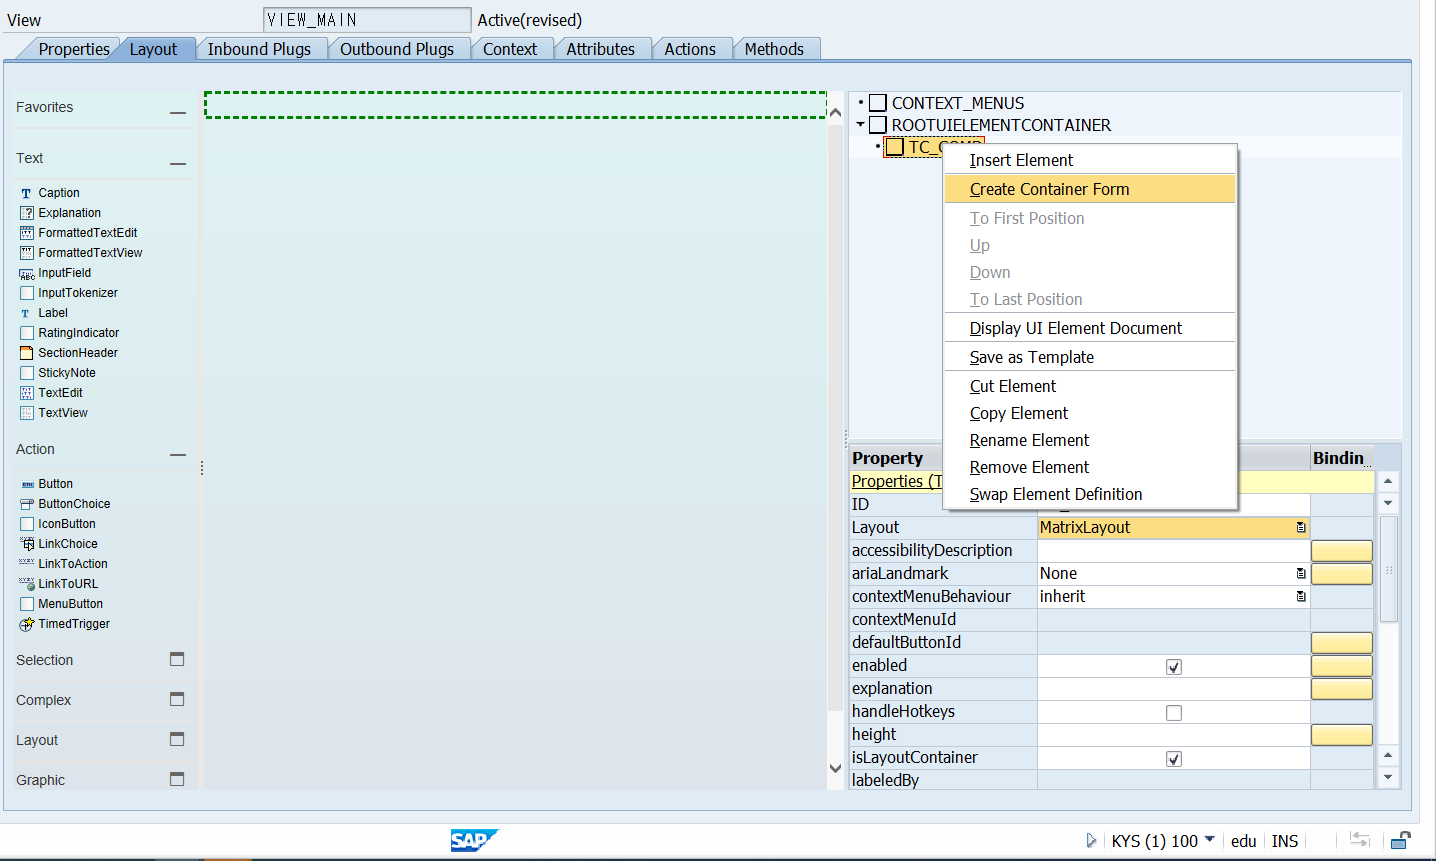 View VIEW_MAIN Active(revised)
Properties Layout Inbound Plugs Outbound Plugs Context Attributes Actions Methods
Favorites
Text
Caption
Explanation
FormattedTextEdit
FormattedTextView
InputField
InputTokenizer
Label
RatingIndicator
SectionHeader
StickyNote
TextEdit
TextView
Action
Button
ButtonChoice
IconButton
LinkChoice
LinkToAction
LinkToURL
MenuButton
TimedTrigger
Selection
Complex
Layout
Graphic
CONTEXT_MENUS
ROOTUIELEMENTCONTAINER
TC_COMP
Insert Element
Create Container Form
To First Position
Up
Down
To Last Position
Display UI Element Document
Save as Template
Cut Element
Copy Element
Rename Element
Remove Element
Swap Element Definition
Property Bindin...
Properties (T
ID
Layout MatrixLayout
accessibilityDescription
ariaLandmark None
contextMenuBehaviour inherit
contextMenuId
defaultButtonId
enabled
explanation
handleHotkeys
height
isLayoutContainer
labeledBy
SAP KYS (1) 100 edu INS